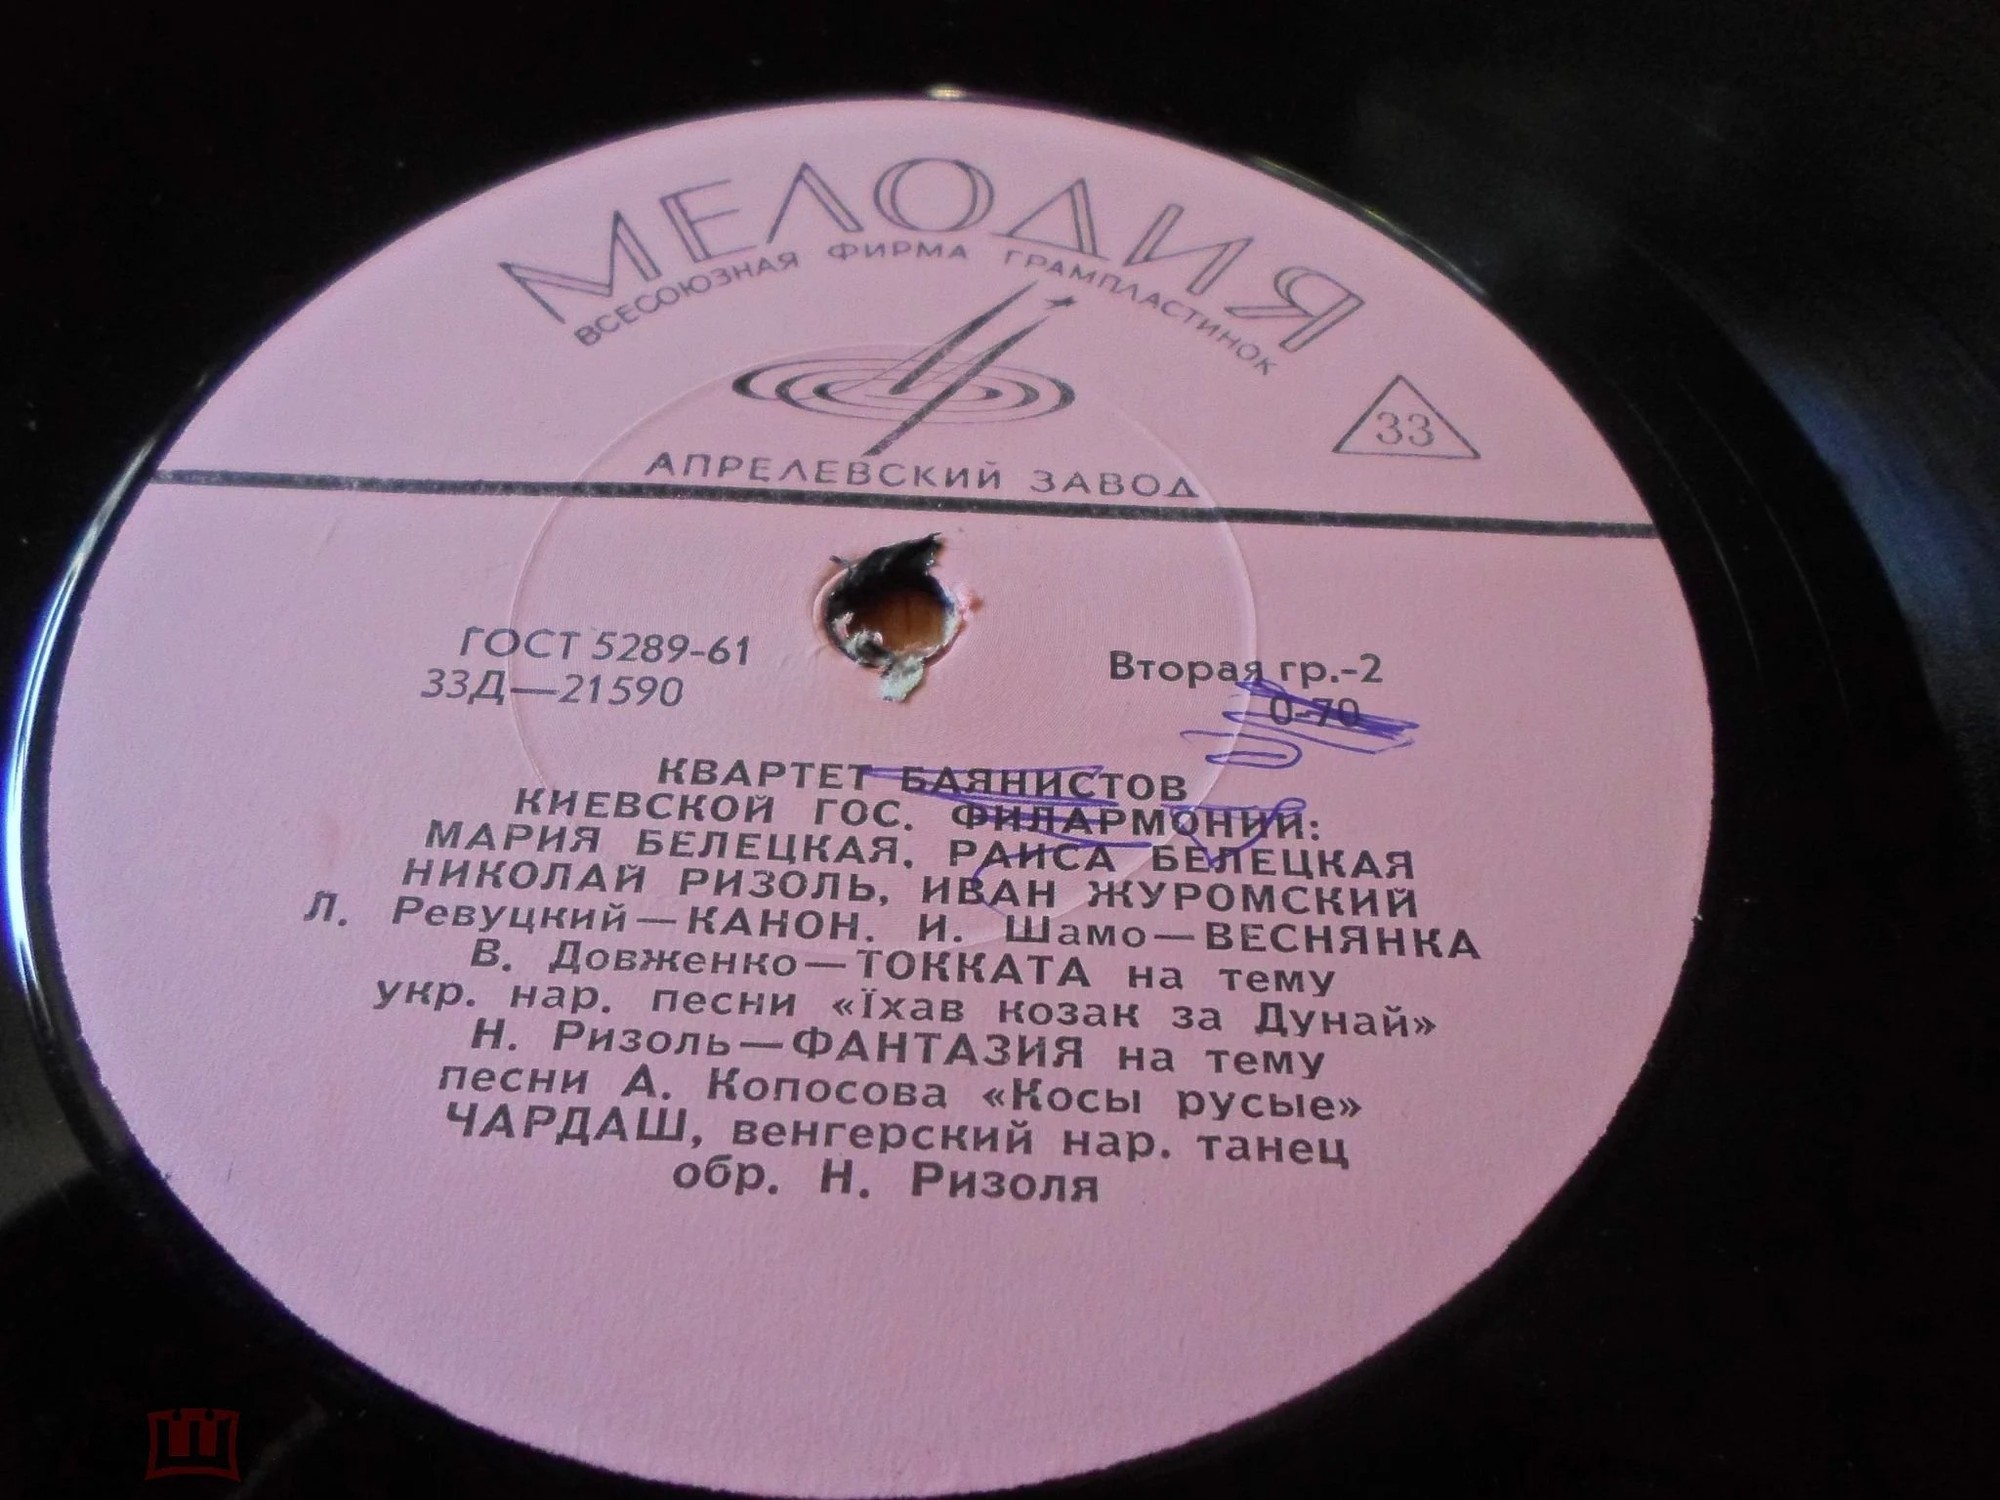 МЕЛОДИЯ
ВСЕСОЮЗНАЯ ФИРМА ГРАМПЛАСТИНОК
33
АПРЕЛЕВСКИЙ ЗАВОД
ГОСТ 5289-61
33Д—21590
Вторая гр.-2
0-70
КВАРТЕТ БАЯНИСТОВ
КИЕВСКОЙ ГОС. ФИЛАРМОНИИ:
МАРИЯ БЕЛЕЦКАЯ, РАИСА БЕЛЕЦКАЯ
НИКОЛАЙ РИЗОЛЬ, ИВАН ЖУРОМСКИЙ
Л. Ревуцкий—КАНОН. И. Шамо—ВЕСНЯНКА
В. Довженко—ТОККАТА на тему
укр. нар. песни «Їхав козак за Дунай»
Н. Ризоль—ФАНТАЗИЯ на тему
песни А. Копосова «Косы русые»
ЧАРДАШ, венгерский нар. танец
обр. Н. Ризоля